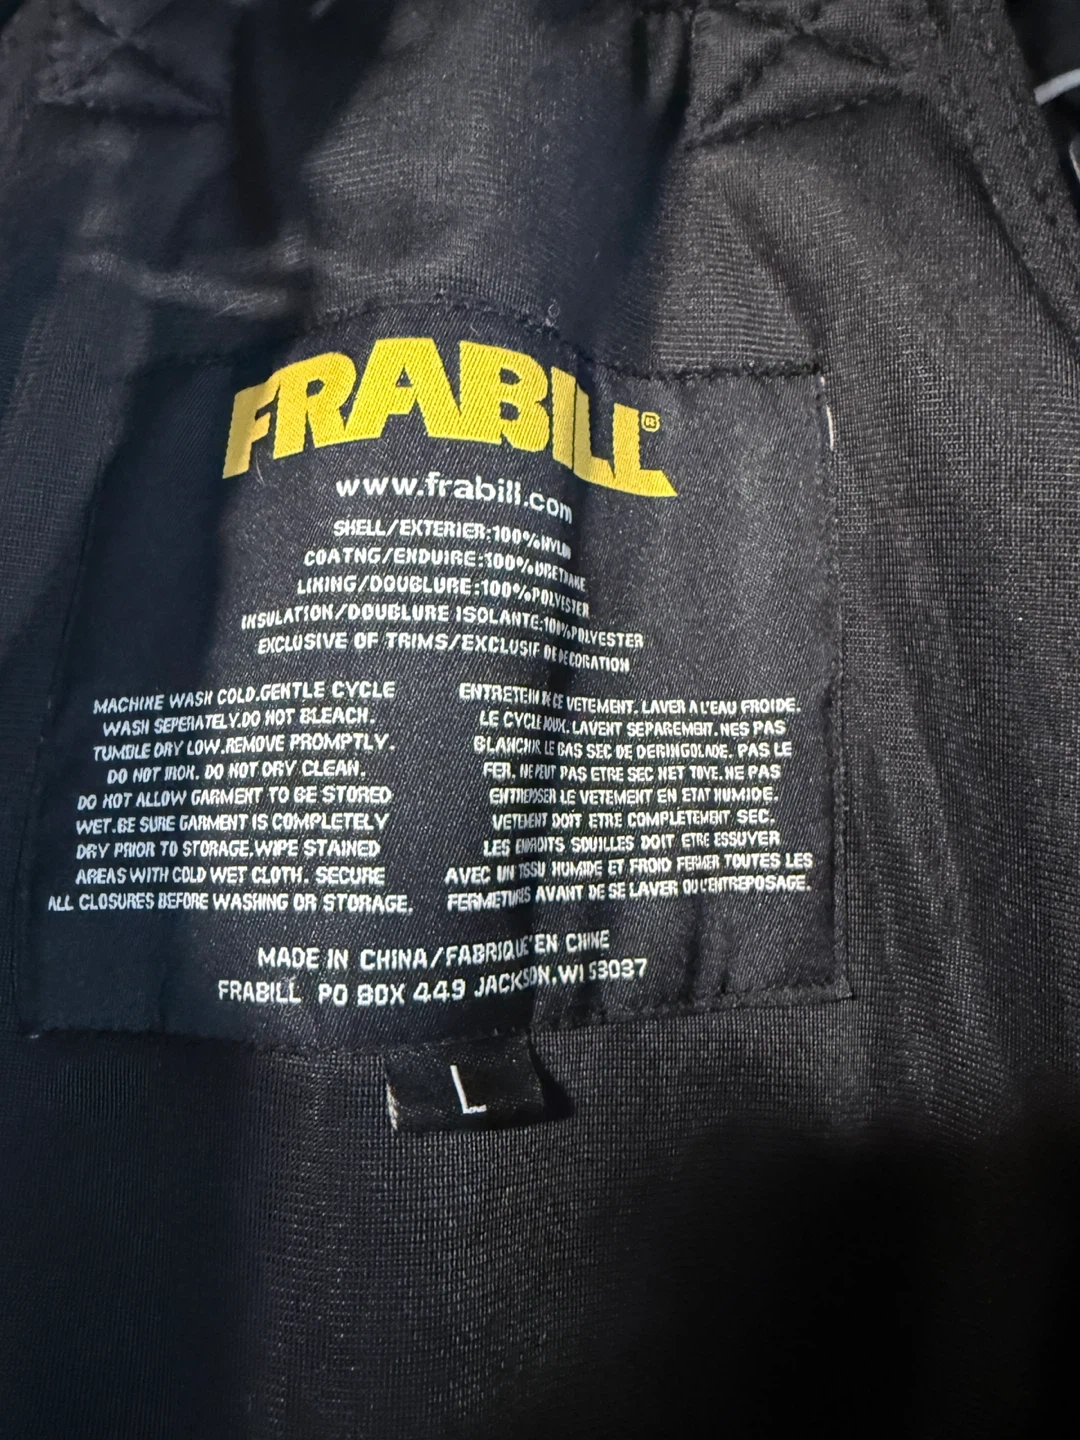 FRABILL®
www.frabill.com
SHELL/EXTERIER:100%NYLON
COATNG/ENDUIRE:100%URETHANE
LINING/DOUBLURE:100%POLYESTER
INSULATION/DOUBLURE ISOLANTE:100%POLYESTER
EXCLUSIVE OF TRIMS/EXCLUSIF DE DECORATION
MACHINE WASH COLD.GENTLE CYCLE
WASH SEPERATELY.DO NOT BLEACH.
TUMBLE DRY LOW.REMOVE PROMPTLY.
DO NOT IRON. DO NOT DRY CLEAN.
DO NOT ALLOW GARMENT TO BE STORED
WET.BE SURE GARMENT IS COMPLETELY
DRY PRIOR TO STORAGE.WIPE STAINED
AREAS WITH COLD WET CLOTH. SECURE
ALL CLOSURES BEFORE WASHING OR STORAGE.
ENTRETEIN DE CE VETEMENT. LAVER A L'EAU FROIDE.
LE CYCLE DOUX. LAVENT SEPAREMENT. NES PAS
BLANCHIR LE BAS SEC DE DERINGOLADE. PAS LE
FER. NE PEUT PAS ETRE SEC NET TOYE. NE PAS
ENTREPOSER LE VETEMENT EN ETAT HUMIDE.
VETEMENT DOIT ETRE COMPLETEMENT SEC.
LES ENDROITS SOUILLES DOIT ETRE ESSUYER
AVEC UN TISSU HUMIDE ET FROID FERMER TOUTES LES
FERMETURES AVANT DE SE LAVER OU L'ENTREPOSAGE.
MADE IN CHINA/FABRIQUE' EN CHINE
FRABILL PO BOX 449 JACKSON.WI 53037
L